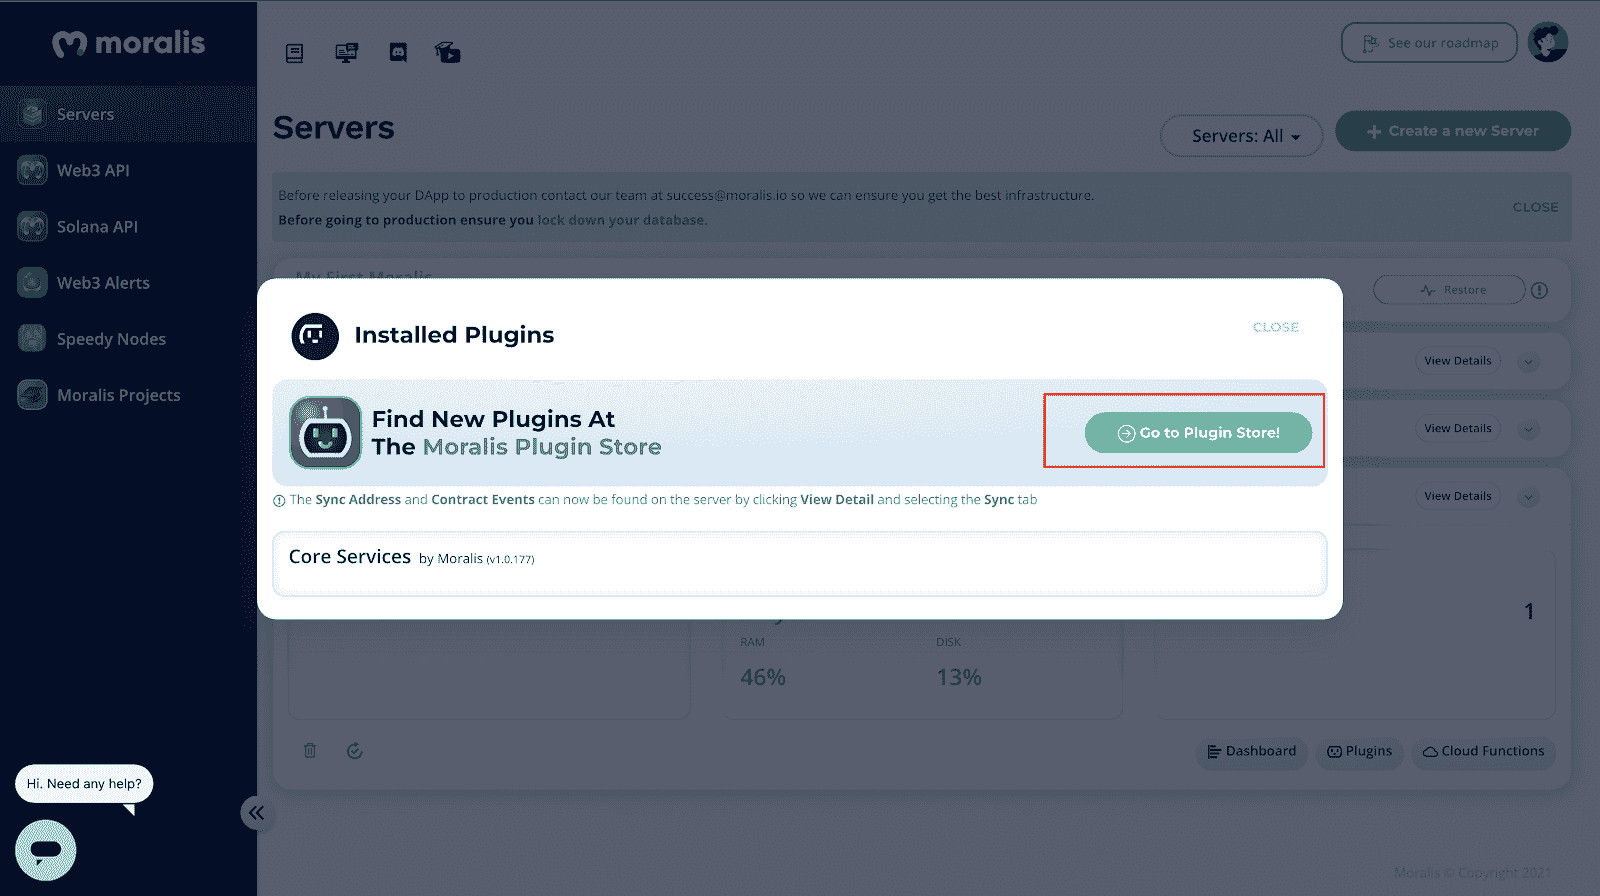 moralis
See our roadmap
Servers
Web3 API
Solana API
Web3 Alerts
Speedy Nodes
Moralis Projects
Servers
Servers: All
+ Create a new Server
Before releasing your DApp to production contact our team at success@moralis.io so we can ensure you get the best infrastructure.
Before going to production ensure you lock down your database.
CLOSE
My First Moralis
Restore
View Details
View Details
View Details
Installed Plugins
CLOSE
Find New Plugins At
The Moralis Plugin Store
Go to Plugin Store!
The Sync Address and Contract Events can now be found on the server by clicking View Detail and selecting the Sync tab
Core Services by Moralis (v1.0.177)
1
RAM
DISK
46%
13%
Dashboard
Plugins
Cloud Functions
Hi. Need any help?
Moralis © Copyright 2021